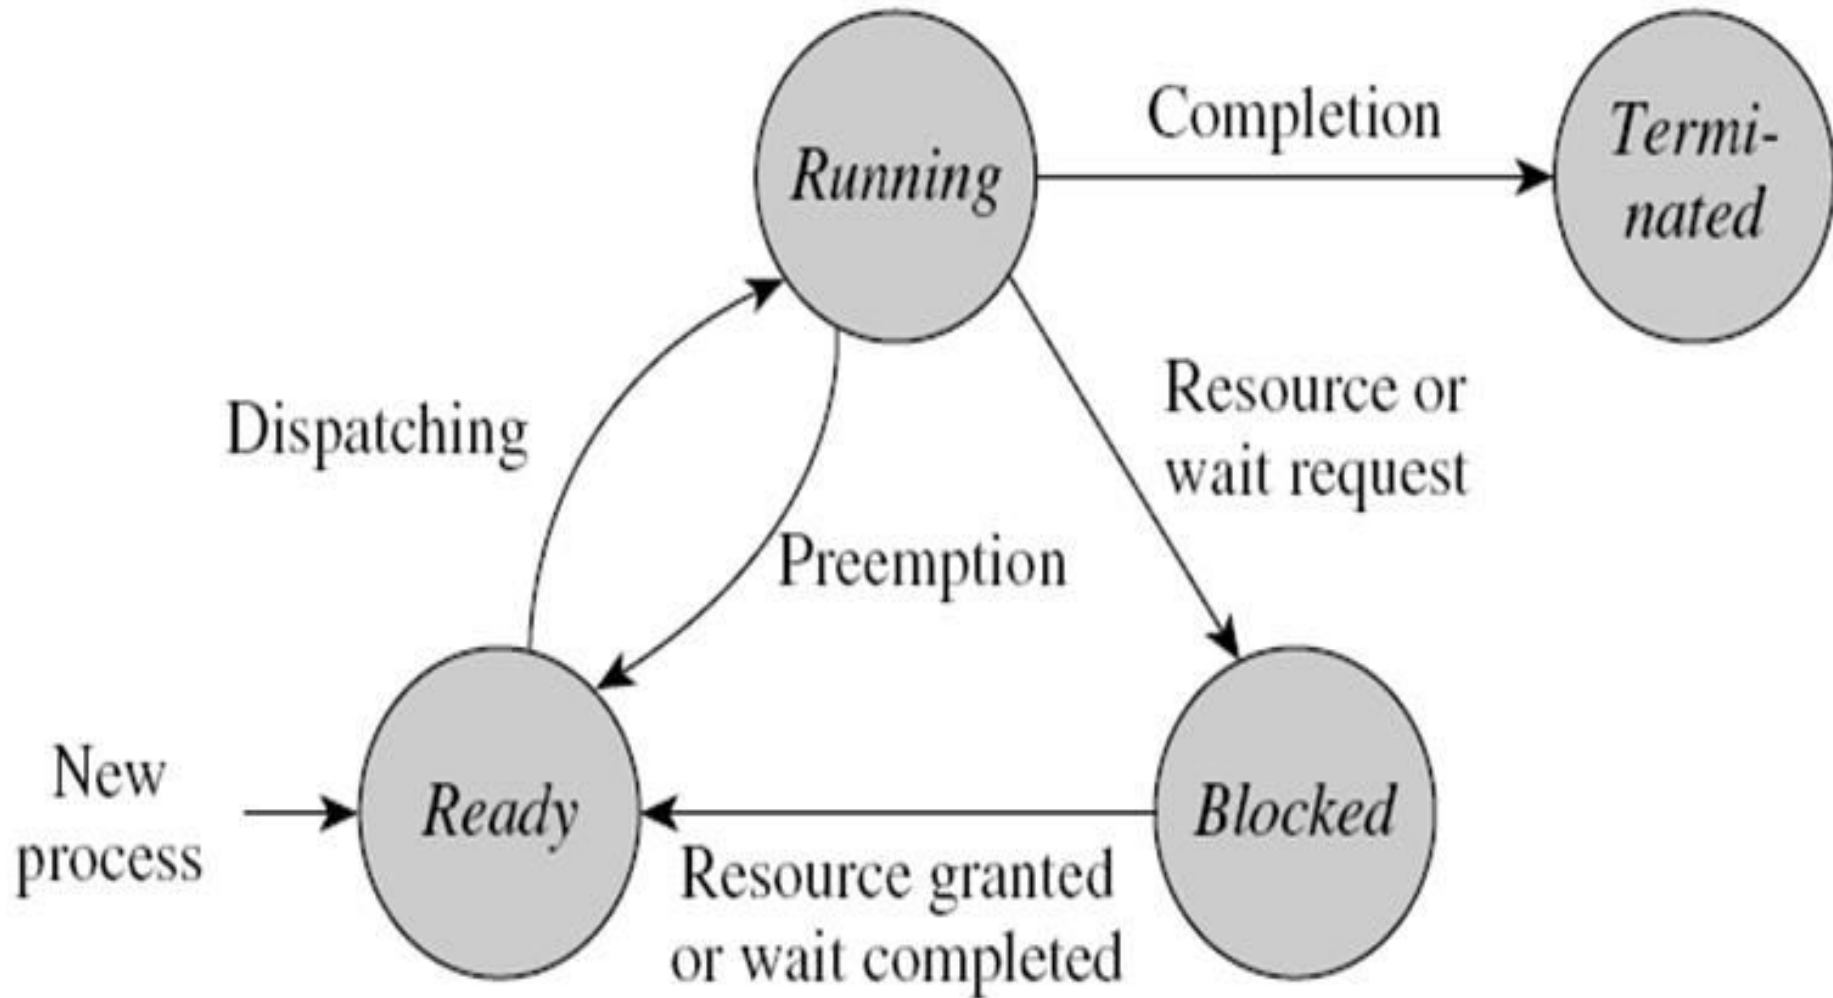 Completion
Termi-
nated
Running
Resource or
wait request
Dispatching
Preemption
New
process
Ready
Blocked
Resource granted
or wait completed